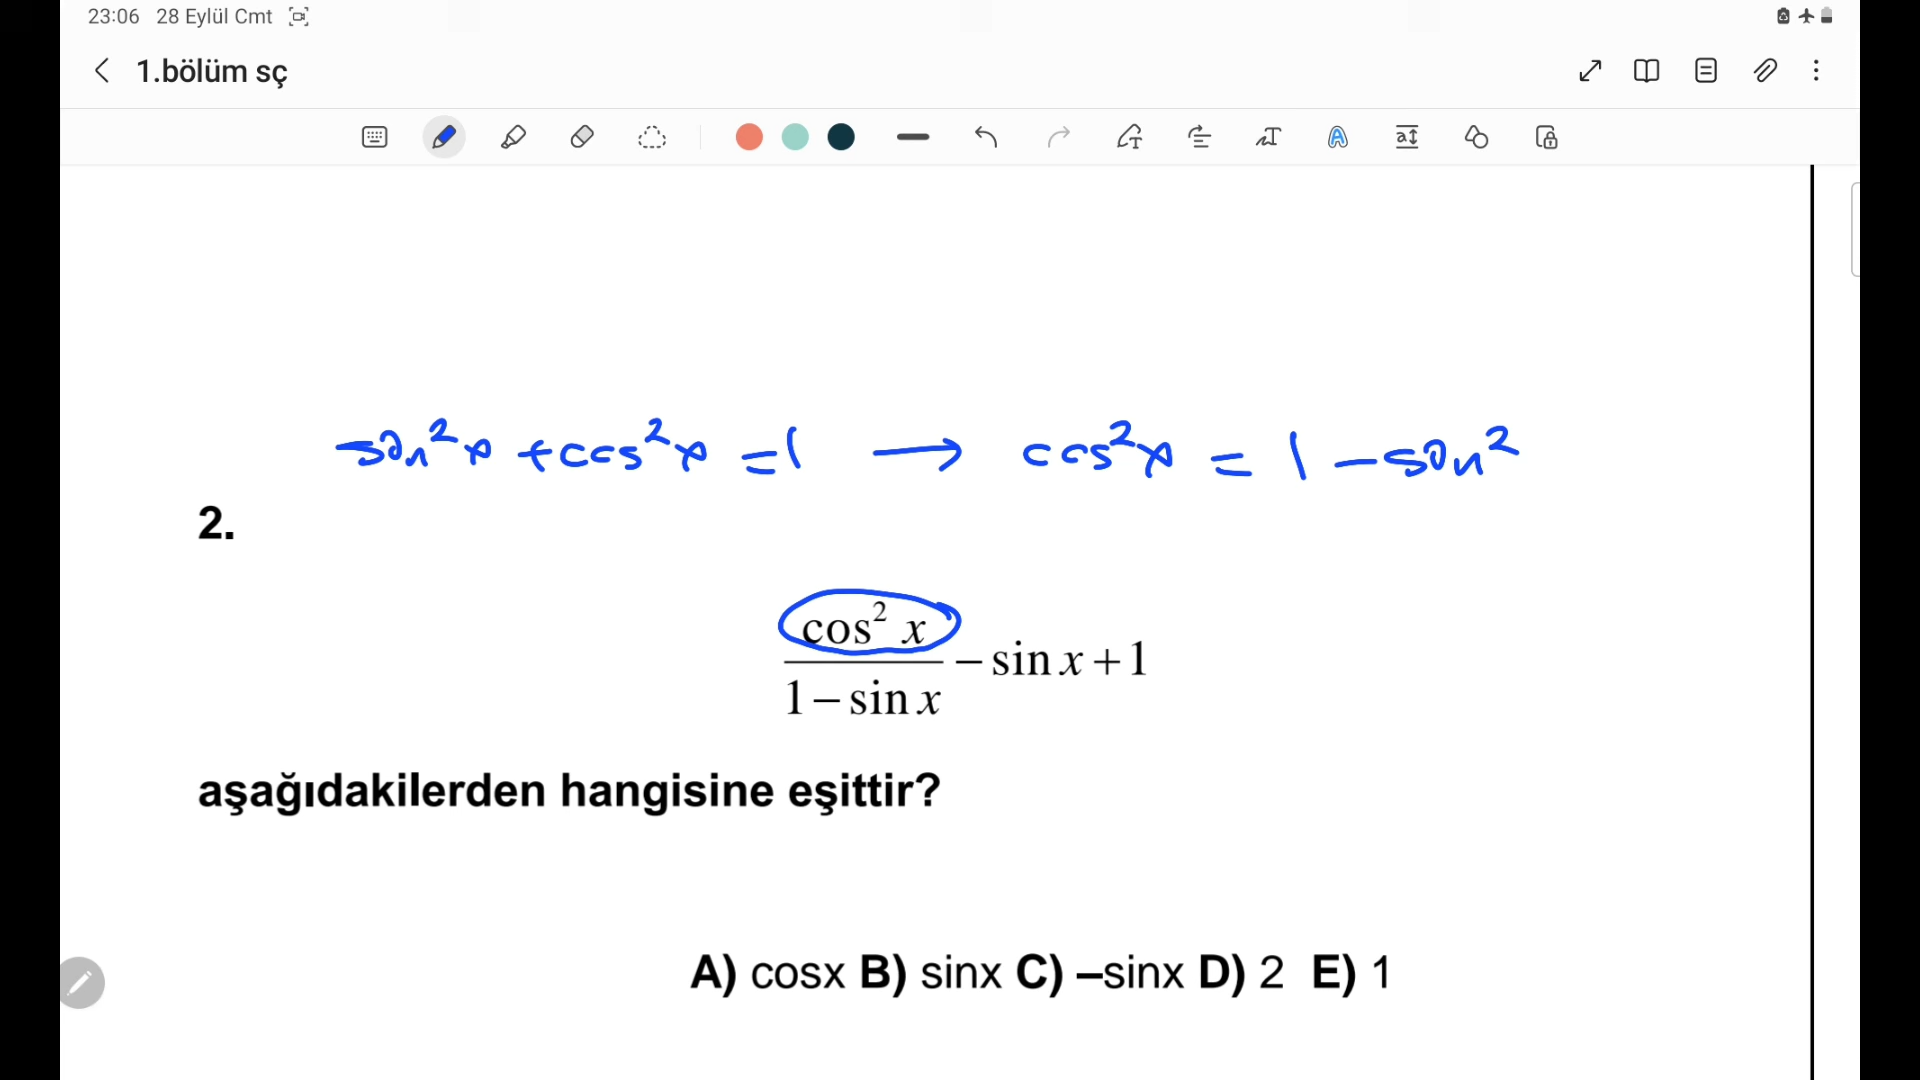 23:06 28 Eylül Cmt
1.bölüm sç
sin²x + cos²x = 1 → cos²x = 1 − sin²
2.
cos² x / 1 − sin x − sin x + 1
aşağıdakilerden hangisine eşittir?
A) cosx B) sinx C) –sinx D) 2 E) 1